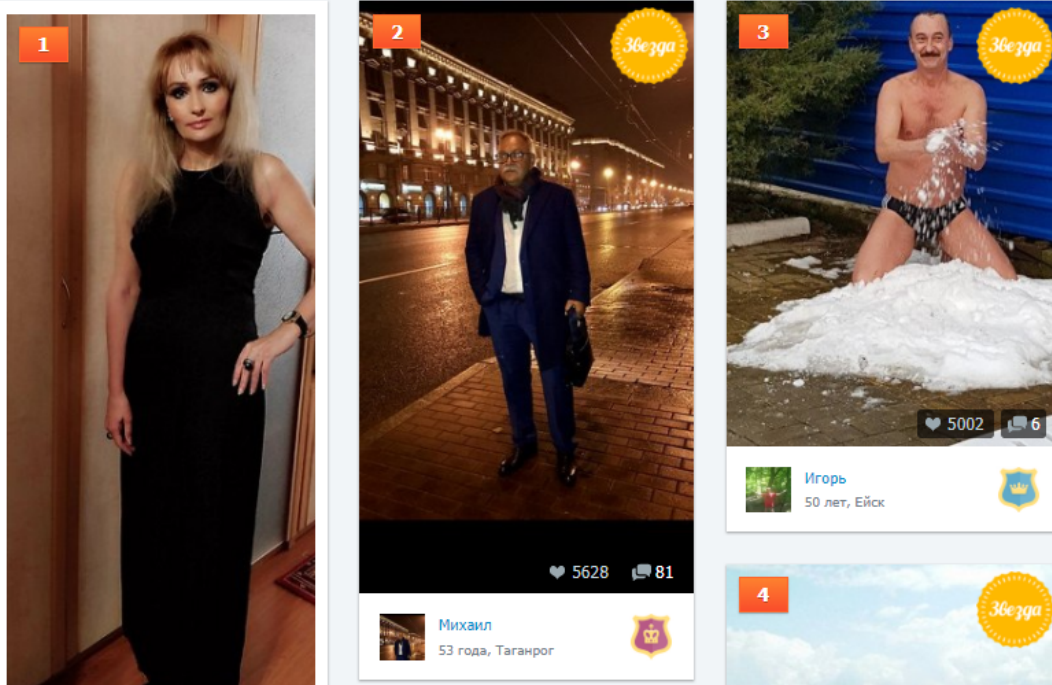 1
2
Звезда
5628 81
Михаил
53 года, Таганрог
3
Звезда
5002 6
Игорь
50 лет, Ейск
4
Звезда